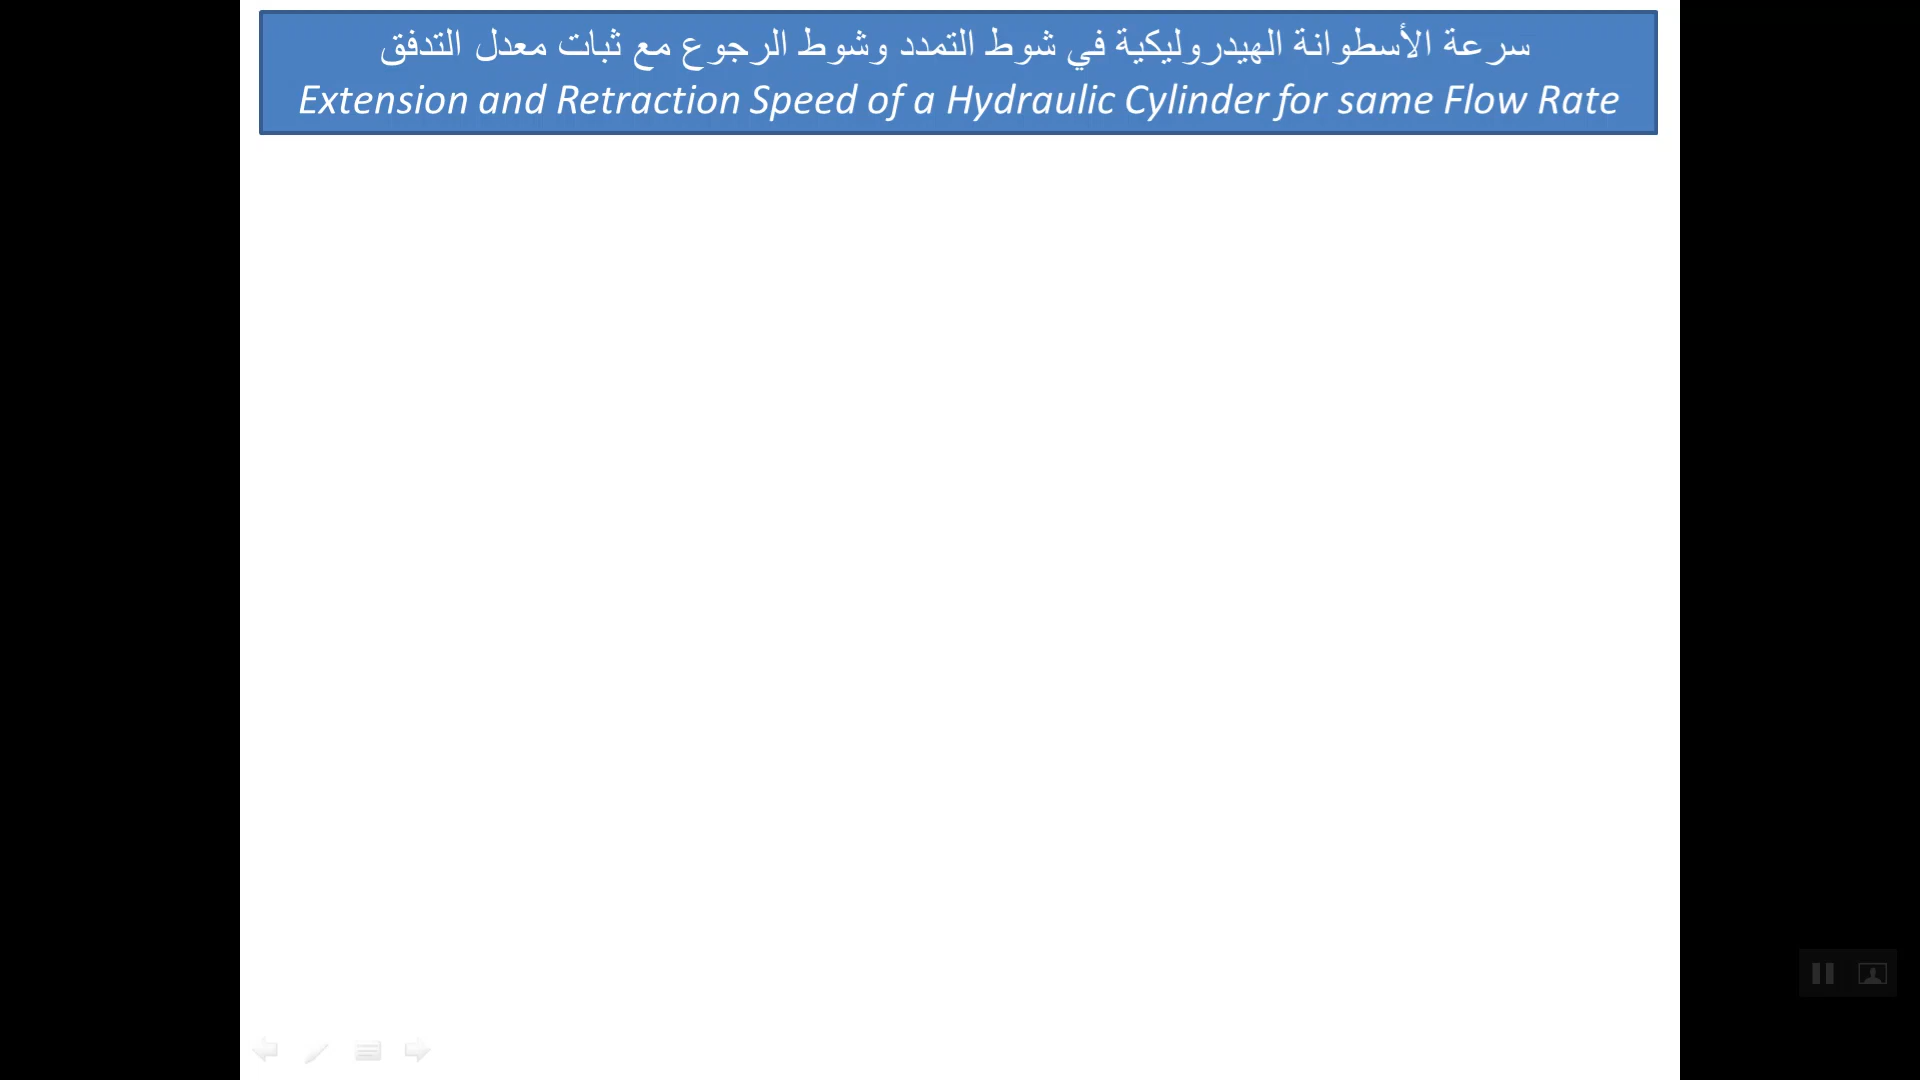 سرعة الأسطوانة الهيدروليكية في شوط التمدد وشوط الرجوع مع ثبات معدل التدفق
Extension and Retraction Speed of a Hydraulic Cylinder for same Flow Rate